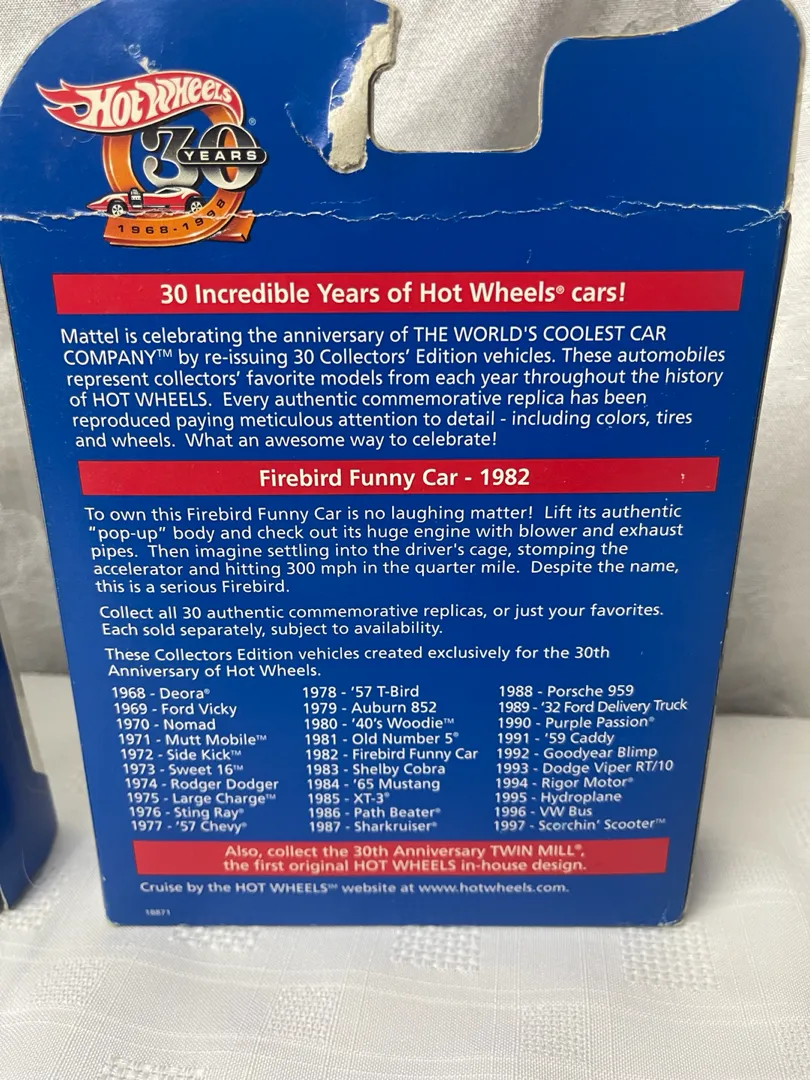 HOT WHEELS®
30
YEARS
1968-1998
30 Incredible Years of Hot Wheels® cars!
Mattel is celebrating the anniversary of THE WORLD'S COOLEST CAR
COMPANY™ by re-issuing 30 Collectors' Edition vehicles. These automobiles
represent collectors' favorite models from each year throughout the history
of HOT WHEELS. Every authentic commemorative replica has been
reproduced paying meticulous attention to detail - including colors, tires
and wheels. What an awesome way to celebrate!
Firebird Funny Car - 1982
To own this Firebird Funny Car is no laughing matter! Lift its authentic
"pop-up" body and check out its huge engine with blower and exhaust
pipes. Then imagine settling into the driver's cage, stomping the
accelerator and hitting 300 mph in the quarter mile. Despite the name,
this is a serious Firebird.
Collect all 30 authentic commemorative replicas, or just your favorites.
Each sold separately, subject to availability.
These Collectors Edition vehicles created exclusively for the 30th
Anniversary of Hot Wheels.
1968 - Deora®
1969 - Ford Vicky
1970 - Nomad
1971 - Mutt Mobile™
1972 - Side Kick™
1973 - Sweet 16™
1974 - Rodger Dodger
1975 - Large Charge™
1976 - Sting Ray®
1977 - '57 Chevy®
1978 - '57 T-Bird
1979 - Auburn 852
1980 - '40's Woodie™
1981 - Old Number 5®
1982 - Firebird Funny Car
1983 - Shelby Cobra
1984 - '65 Mustang
1985 - XT-3®
1986 - Path Beater®
1987 - Sharkruiser®
1988 - Porsche 959
1989 - '32 Ford Delivery Truck
1990 - Purple Passion®
1991 - '59 Caddy
1992 - Goodyear Blimp
1993 - Dodge Viper RT/10
1994 - Rigor Motor®
1995 - Hydroplane
1996 - VW Bus
1997 - Scorchin' Scooter™
Also, collect the 30th Anniversary TWIN MILL®,
the first original HOT WHEELS in-house design.
Cruise by the HOT WHEELS℠ website at www.hotwheels.com.
18871